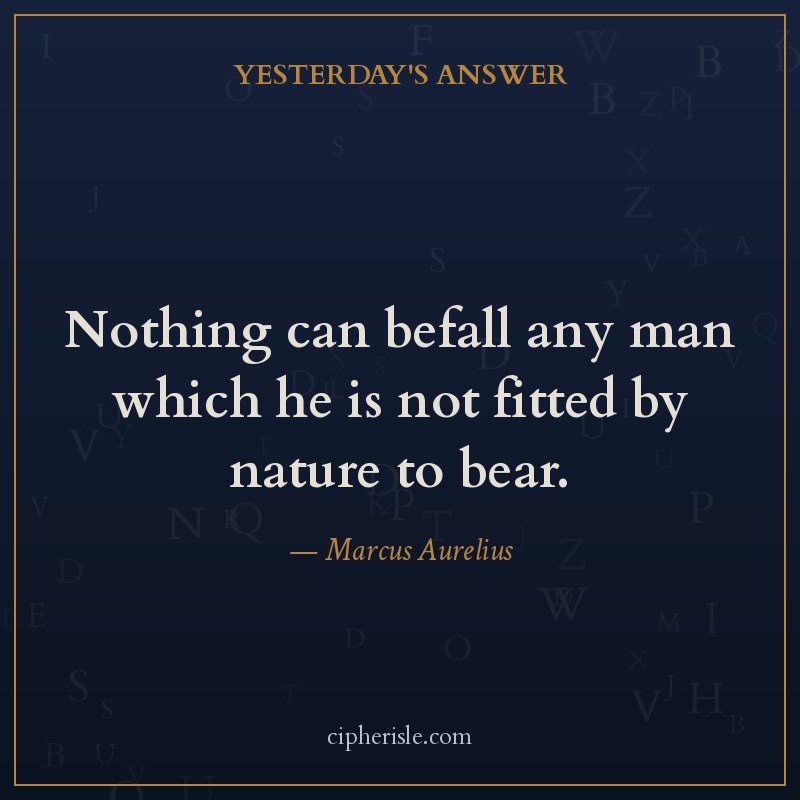 YESTERDAY'S ANSWER
Nothing can befall any man
which he is not fitted by
nature to bear.
— Marcus Aurelius
cipherisle.com